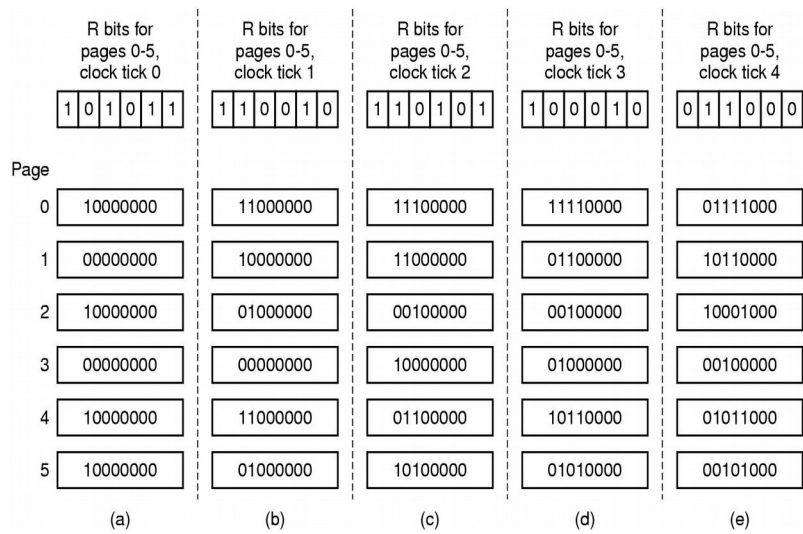 R bits for pages 0-5, clock tick 0
R bits for pages 0-5, clock tick 1
R bits for pages 0-5, clock tick 2
R bits for pages 0-5, clock tick 3
R bits for pages 0-5, clock tick 4
1 0 1 0 1 1
1 1 0 0 1 0
1 1 0 1 0 1
1 0 0 0 1 0
0 1 1 0 0 0
Page
0 10000000 11000000 11100000 11110000 01111000
1 00000000 10000000 11000000 01100000 10110000
2 10000000 01000000 00100000 00100000 10001000
3 00000000 00000000 10000000 01000000 00100000
4 10000000 11000000 01100000 10110000 01011000
5 10000000 01000000 10100000 01010000 00101000
(a) (b) (c) (d) (e)